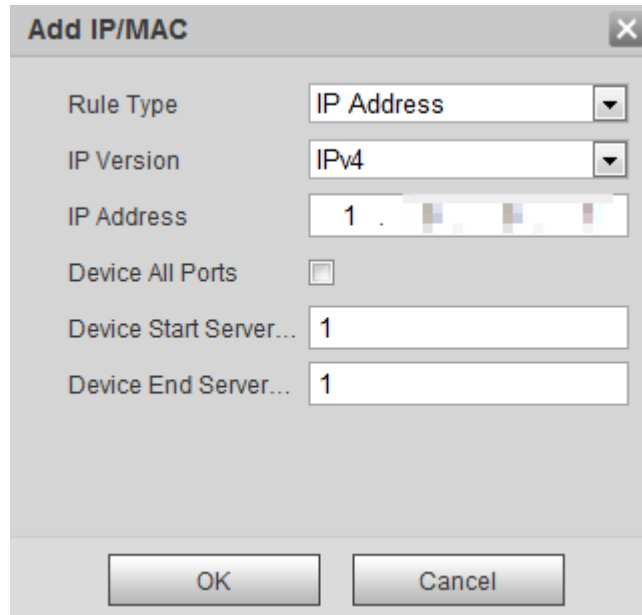 Add IP/MAC
Rule Type IP Address
IP Version IPv4
IP Address 1 .
Device All Ports
Device Start Server... 1
Device End Server... 1
OK Cancel